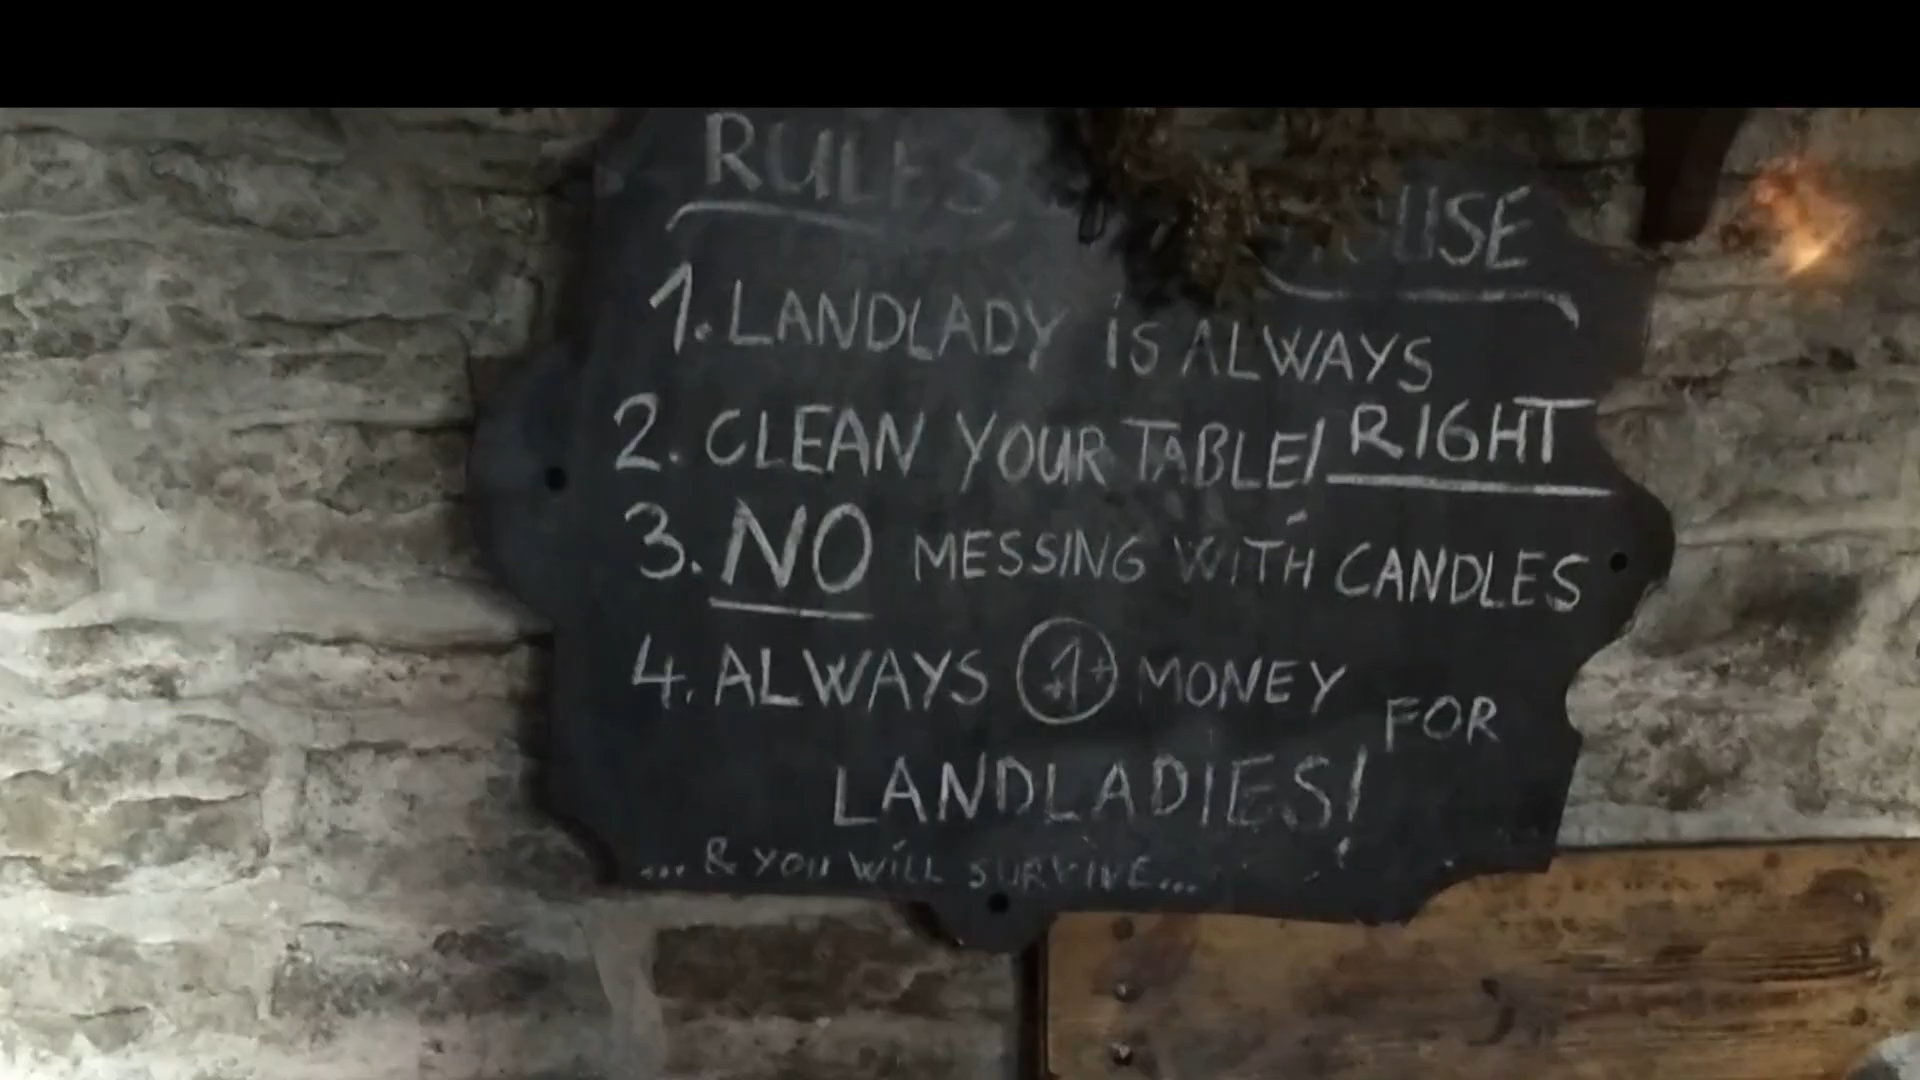 RULES
USE
1. LANDLADY is ALWAYS
RIGHT
2. CLEAN YOUR TABLE!
3. NO MESSING WITH CANDLES
4. ALWAYS 1+ MONEY FOR
LANDLADIES!
... & YOU WILL SURVIVE...